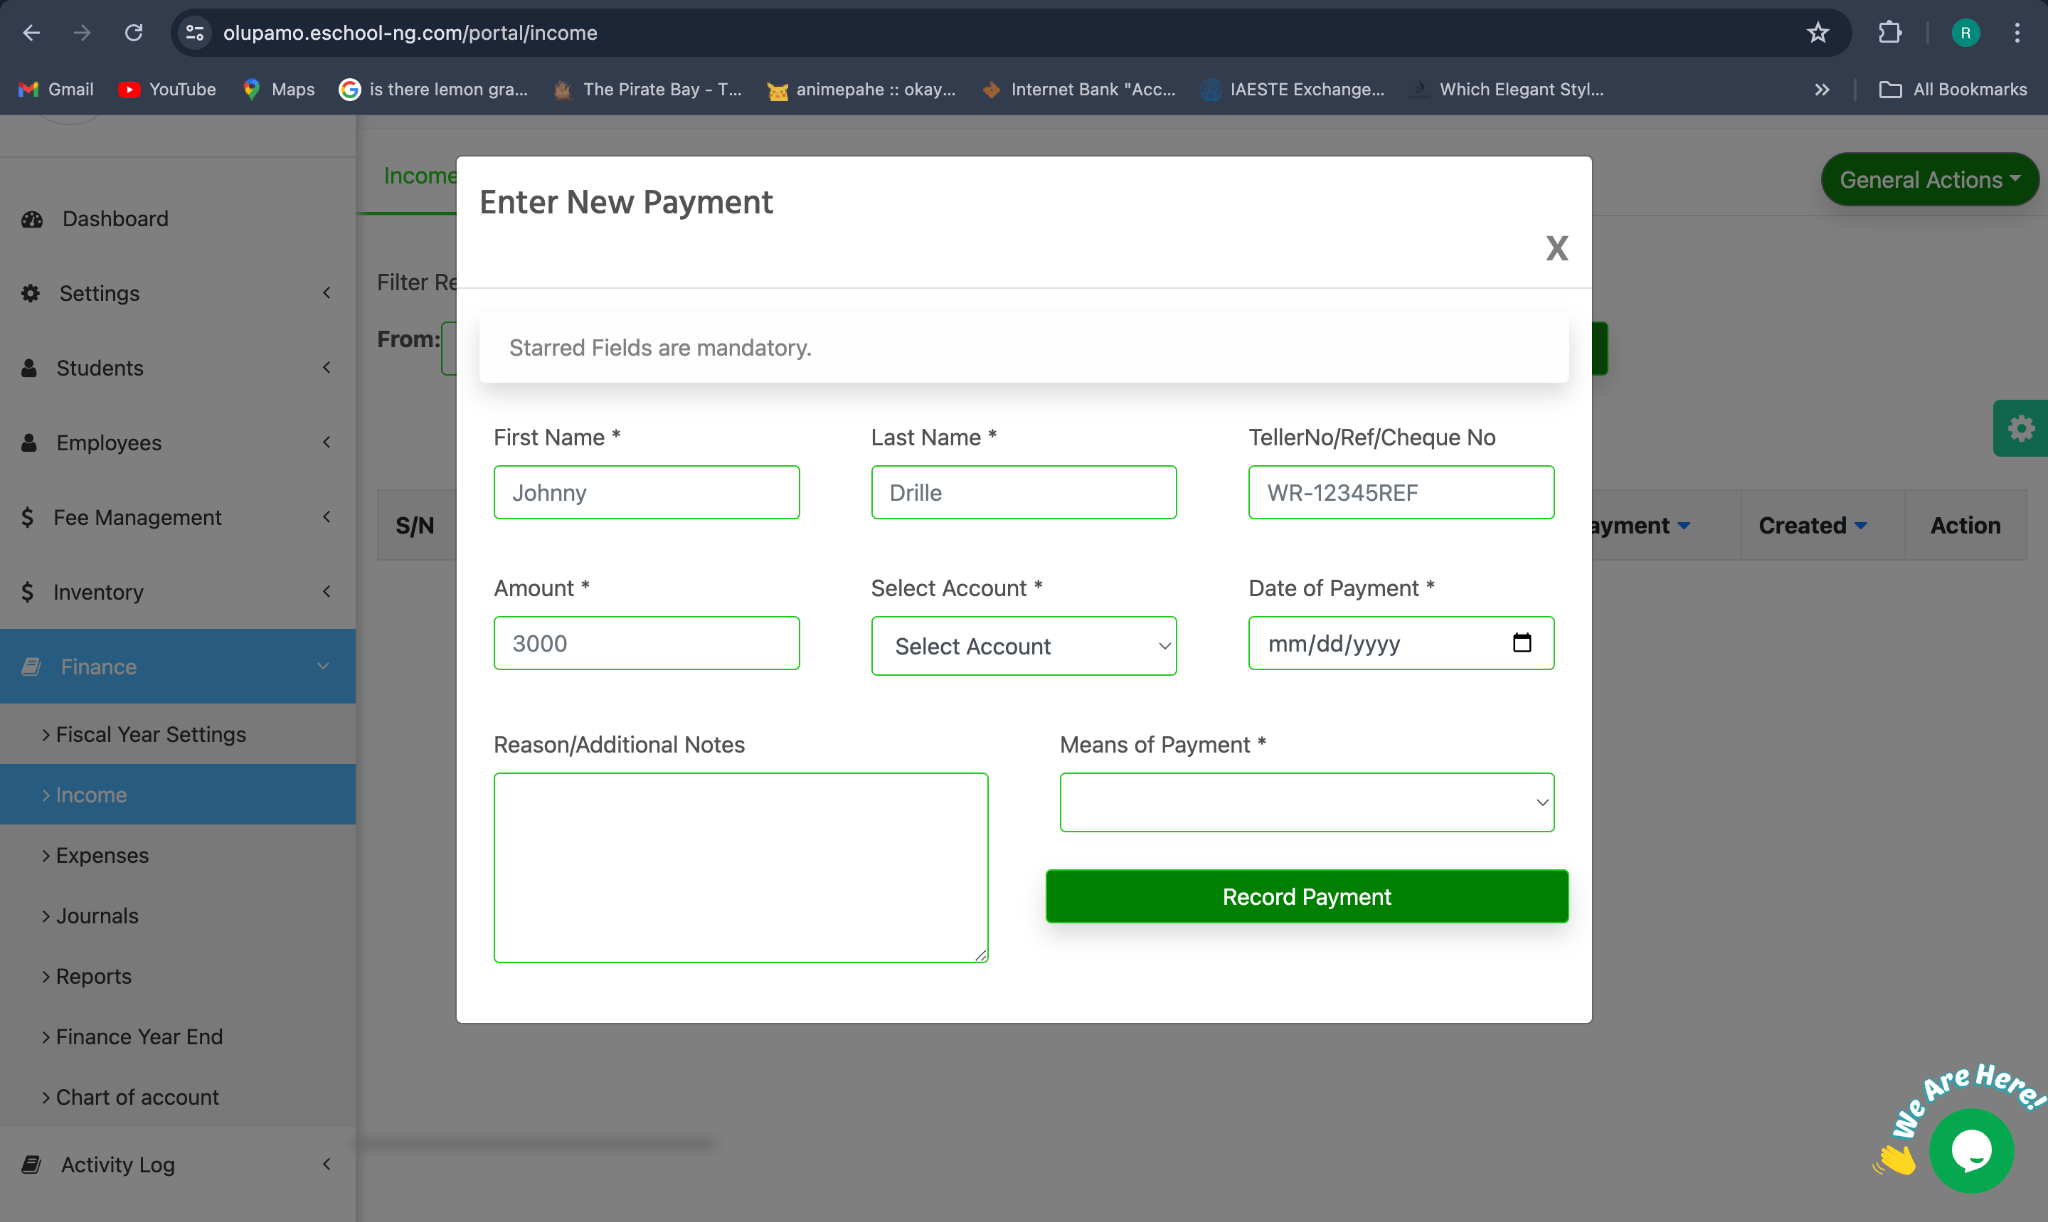 olupamo.eschool-ng.com/portal/income
R
Gmail
YouTube
Maps
is there lemon gra...
The Pirate Bay - T...
animepahe :: okay...
Internet Bank "Acc...
IAESTE Exchange...
Which Elegant Styl...
All Bookmarks
Dashboard
Settings
Students
Employees
$ Fee Management
$ Inventory
Finance
Fiscal Year Settings
Income
Expenses
Journals
Reports
Finance Year End
Chart of account
Activity Log
Income
General Actions
Filter Re
From:
S/N
ayment
Created
Action
Enter New Payment
X
Starred Fields are mandatory.
First Name *
Last Name *
TellerNo/Ref/Cheque No
Johnny
Drille
WR-12345REF
Amount *
Select Account *
Date of Payment *
3000
Select Account
mm/dd/yyyy
Reason/Additional Notes
Means of Payment *
Record Payment
We Are Here!